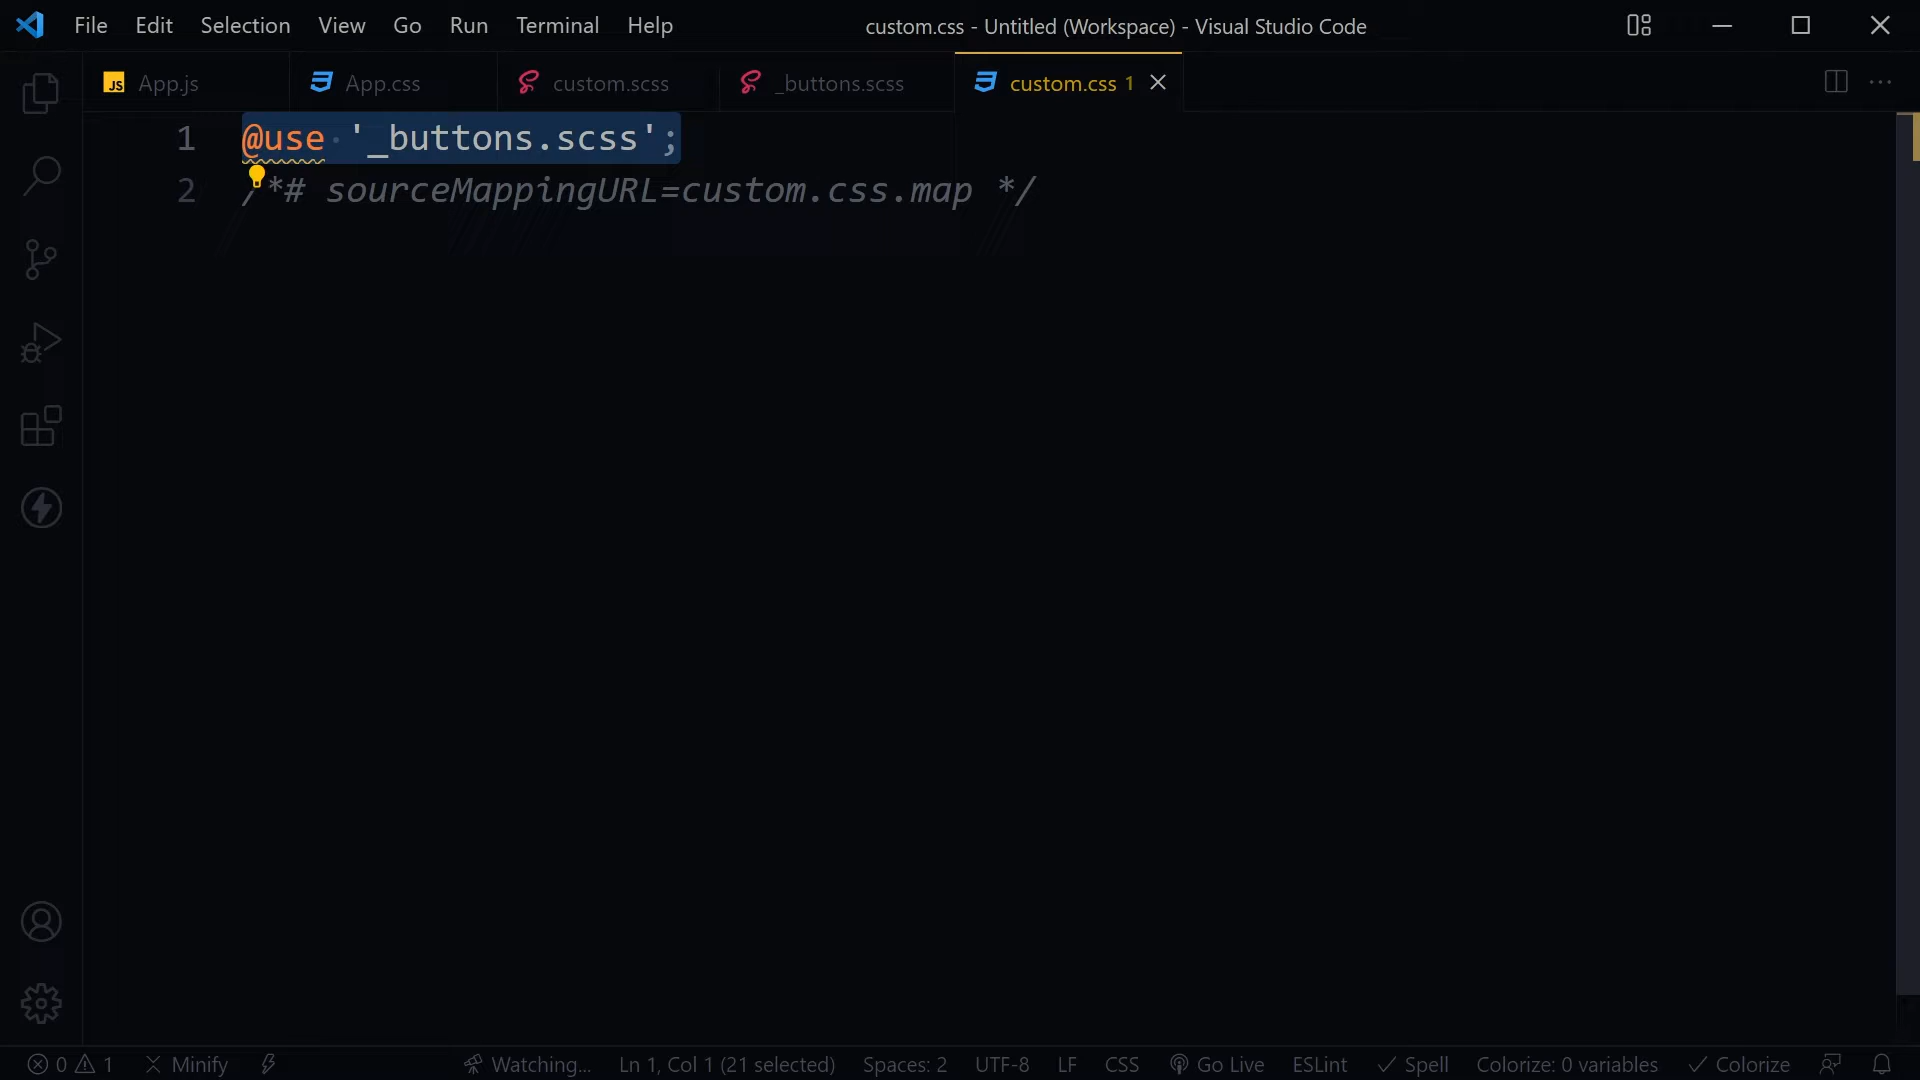 File Edit Selection View Go Run Terminal Help custom.css - Untitled (Workspace) - Visual Studio Code
JS App.js App.css custom.scss _buttons.scss custom.css 1
1 @use '_buttons.scss';
2 /*# sourceMappingURL=custom.css.map */
0 1 Minify Watching... Ln 1, Col 1 (21 selected) Spaces: 2 UTF-8 LF CSS Go Live ESLint Spell Colorize: 0 variables Colorize